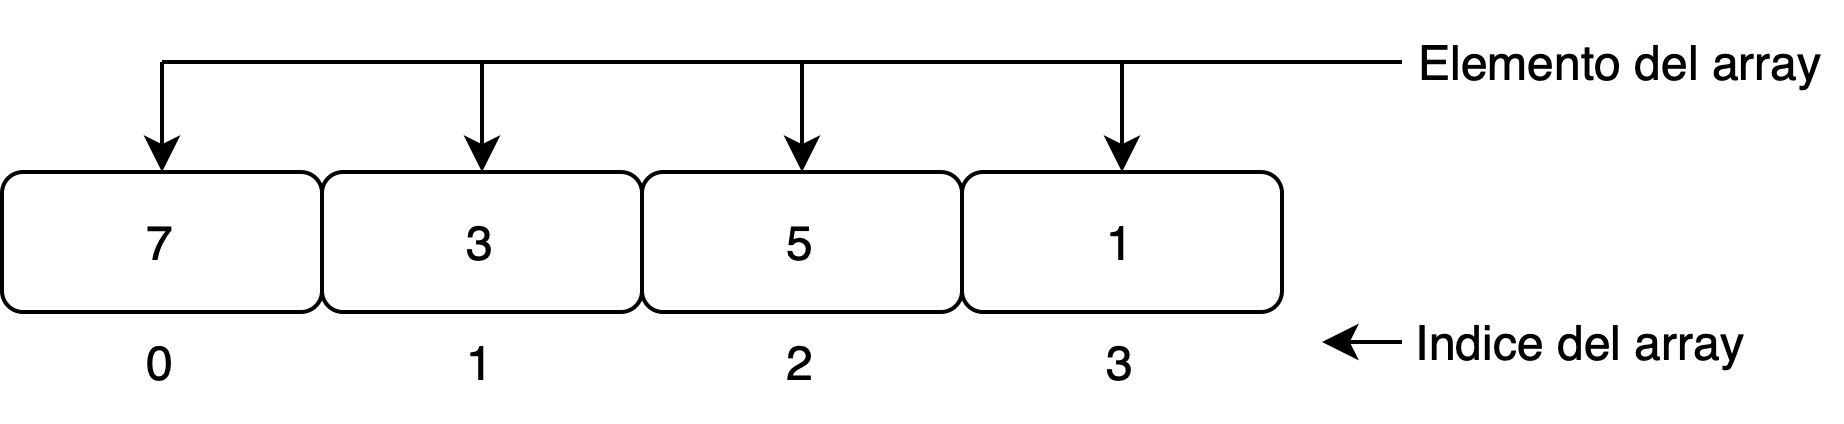 Elemento del array
7 3 5 1
0 1 2 3
Indice del array